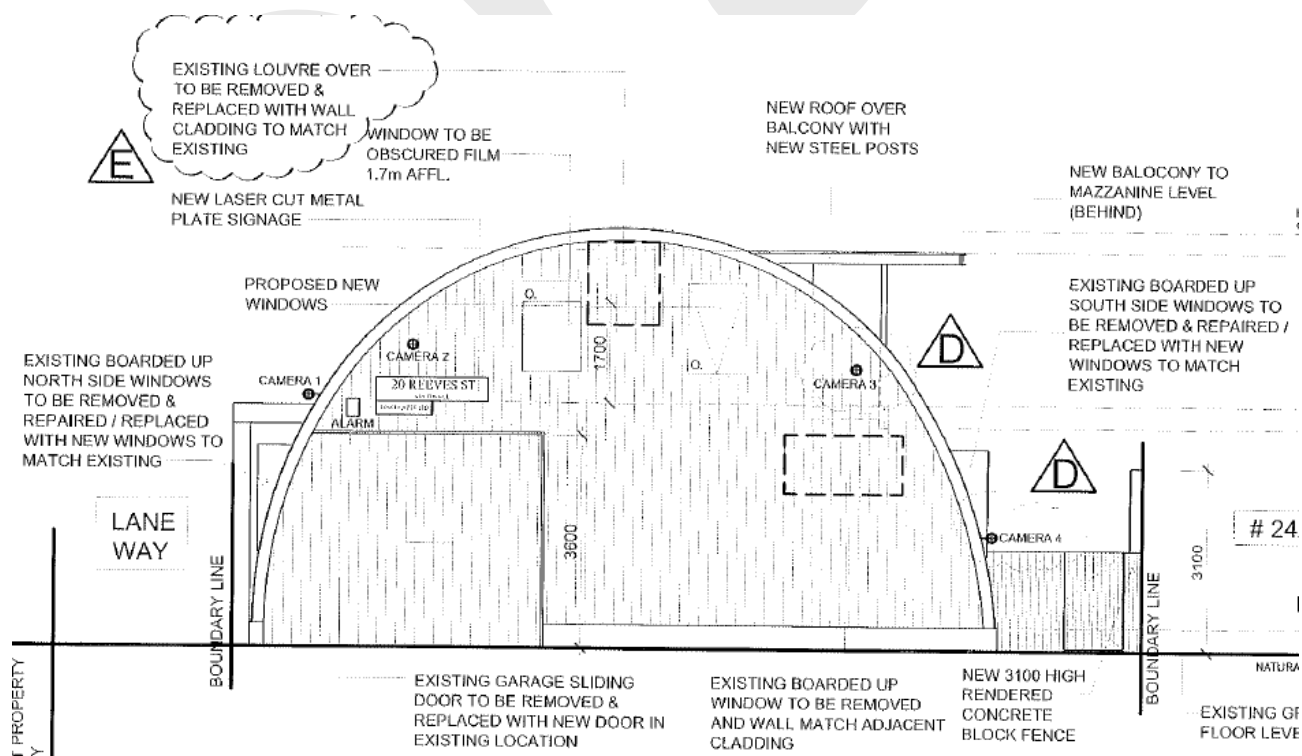 EXISTING LOUVRE OVER
TO BE REMOVED &
REPLACED WITH WALL
CLADDING TO MATCH
EXISTING
E
WINDOW TO BE
OBSCURED FILM
1.7m AFFL.
NEW LASER CUT METAL
PLATE SIGNAGE
NEW ROOF OVER
BALCONY WITH
NEW STEEL POSTS
NEW BALOCONY TO
MAZZANINE LEVEL
(BEHIND)
PROPOSED NEW
WINDOWS
EXISTING BOARDED UP
SOUTH SIDE WINDOWS TO
BE REMOVED & REPAIRED /
REPLACED WITH NEW
WINDOWS TO MATCH
EXISTING
D
O.
1700
O.
CAMERA 2
EXISTING BOARDED UP
NORTH SIDE WINDOWS
TO BE REMOVED &
REPAIRED / REPLACED
WITH NEW WINDOWS TO
MATCH EXISTING
CAMERA 1
20 REEVES ST
CAMERA 3
ALARM
D
LANE
WAY
3600
CAMERA 4
# 24
3100
BOUNDARY LINE
BOUNDARY LINE
NATURA
T PROPERTY
Y
EXISTING GARAGE SLIDING
DOOR TO BE REMOVED &
REPLACED WITH NEW DOOR IN
EXISTING LOCATION
EXISTING BOARDED UP
WINDOW TO BE REMOVED
AND WALL MATCH ADJACENT
CLADDING
NEW 3100 HIGH
RENDERED
CONCRETE
BLOCK FENCE
EXISTING GR
FLOOR LEVE